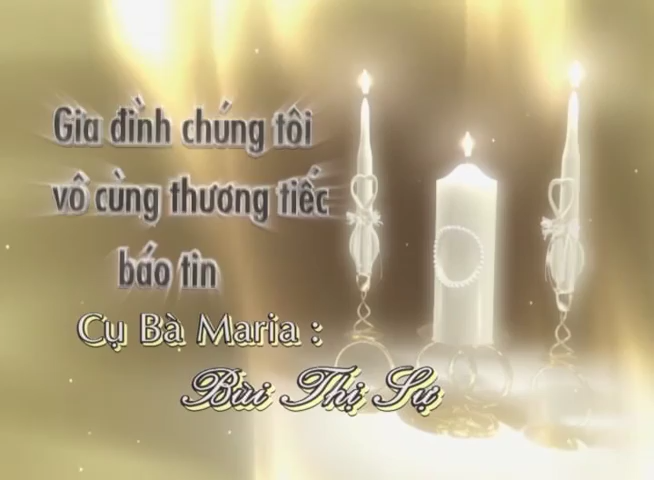 Gia đình chúng tôi
vô cùng thương tiếc
báo tin
Cụ Bà Maria :
Bùi Thị Sự